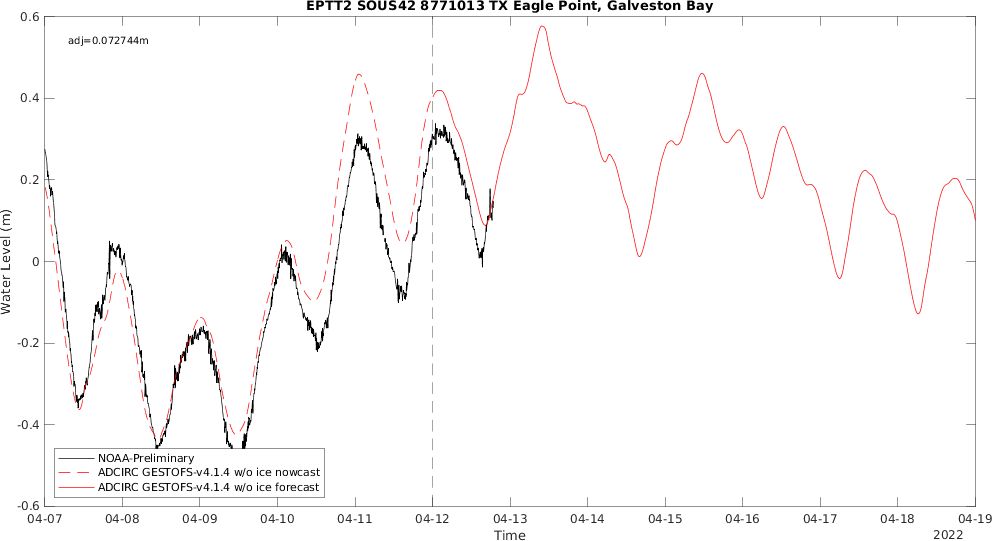 EPTT2 SOUS42 8771013 TX Eagle Point, Galveston Bay
adj=0.072744m
0.6
0.4
0.2
0
-0.2
-0.4
-0.6
Water Level (m)
NOAA-Preliminary
ADCIRC GESTOFS-v4.1.4 w/o ice nowcast
ADCIRC GESTOFS-v4.1.4 w/o ice forecast
04-07 04-08 04-09 04-10 04-11 04-12 04-13 04-14 04-15 04-16 04-17 04-18 04-19
Time
2022